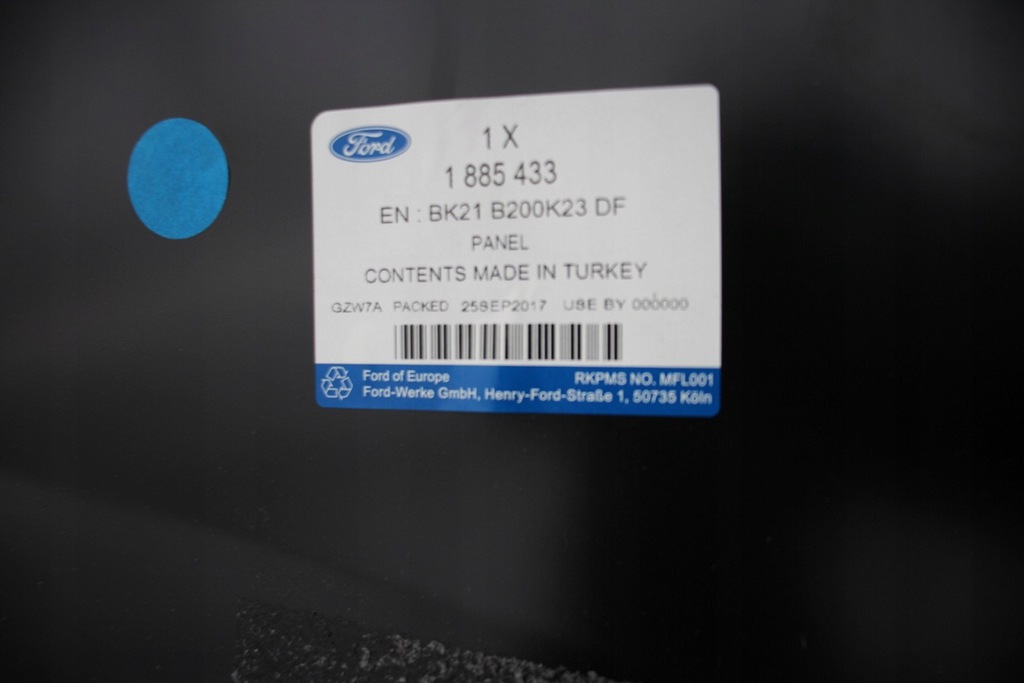 Ford
1 X
1 885 433
EN : BK21 B200K23 DF
PANEL
CONTENTS MADE IN TURKEY
GZW7A PACKED 25SEP2017 USE BY 000000
Ford of Europe
RKPMS NO. MFL001
Ford-Werke GmbH, Henry-Ford-Straße 1, 50735 Köln